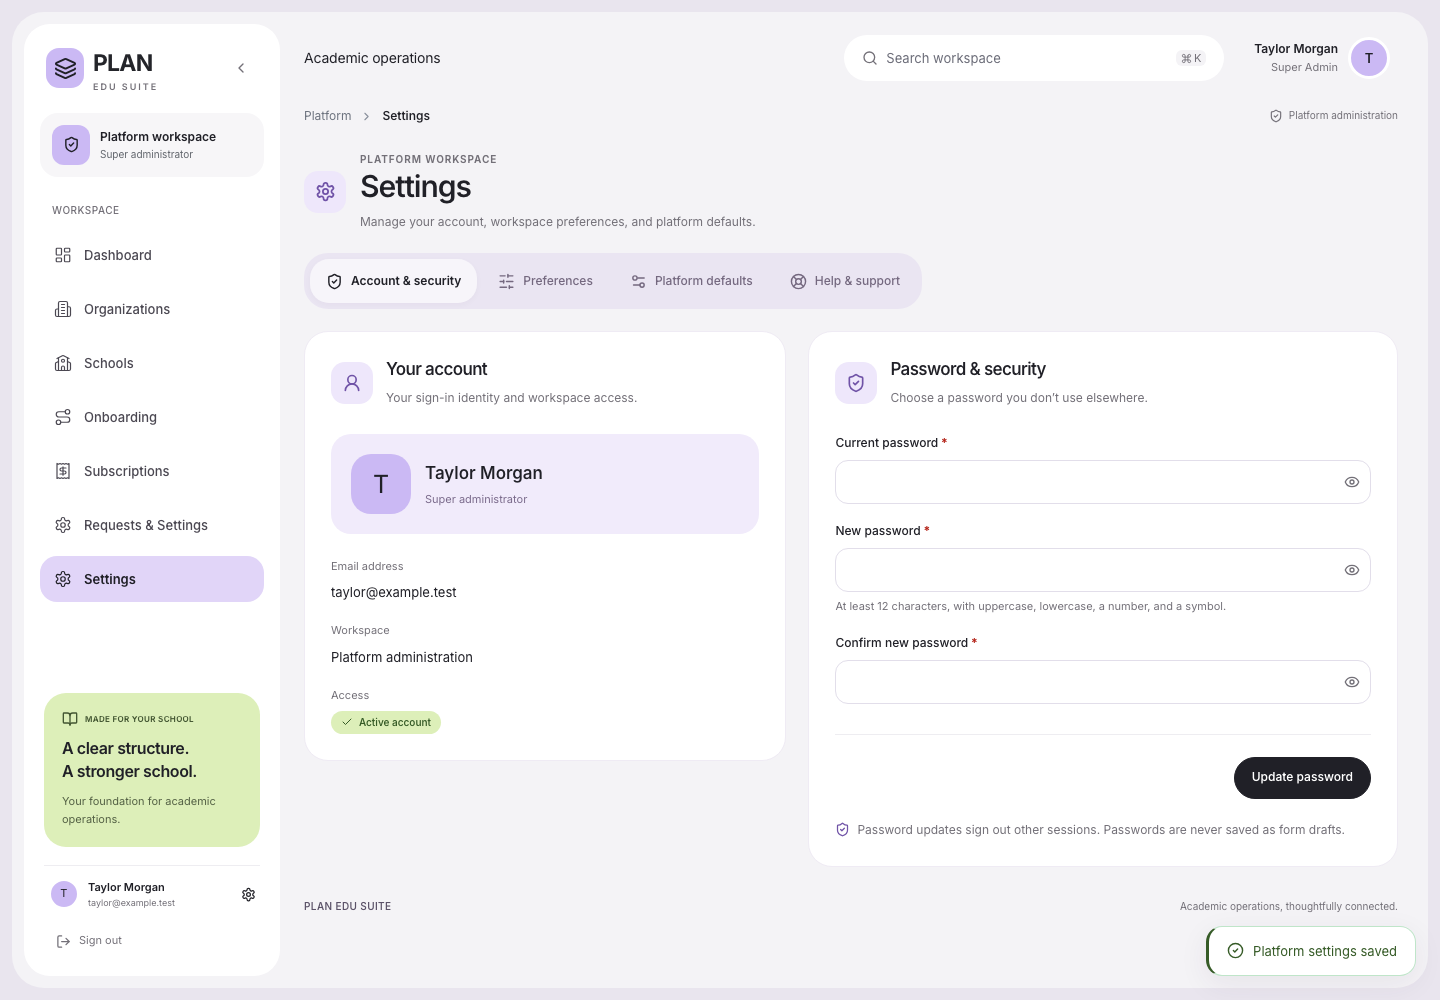 PLAN
EDU SUITE
Platform workspace
Super administrator
WORKSPACE
Dashboard
Organizations
Schools
Onboarding
Subscriptions
Requests & Settings
Settings
MADE FOR YOUR SCHOOL
A clear structure.
A stronger school.
Your foundation for academic
operations.
T
Taylor Morgan
taylor@example.test
Sign out
Academic operations
Search workspace
⌘ K
Taylor Morgan
Super Admin
T
Platform > Settings
Platform administration
PLATFORM WORKSPACE
Settings
Manage your account, workspace preferences, and platform defaults.
Account & security
Preferences
Platform defaults
Help & support
Your account
Your sign-in identity and workspace access.
T
Taylor Morgan
Super administrator
Email address
taylor@example.test
Workspace
Platform administration
Access
Active account
Password & security
Choose a password you don't use elsewhere.
Current password *
New password *
At least 12 characters, with uppercase, lowercase, a number, and a symbol.
Confirm new password *
Update password
Password updates sign out other sessions. Passwords are never saved as form drafts.
PLAN EDU SUITE
Academic operations, thoughtfully connected.
Platform settings saved